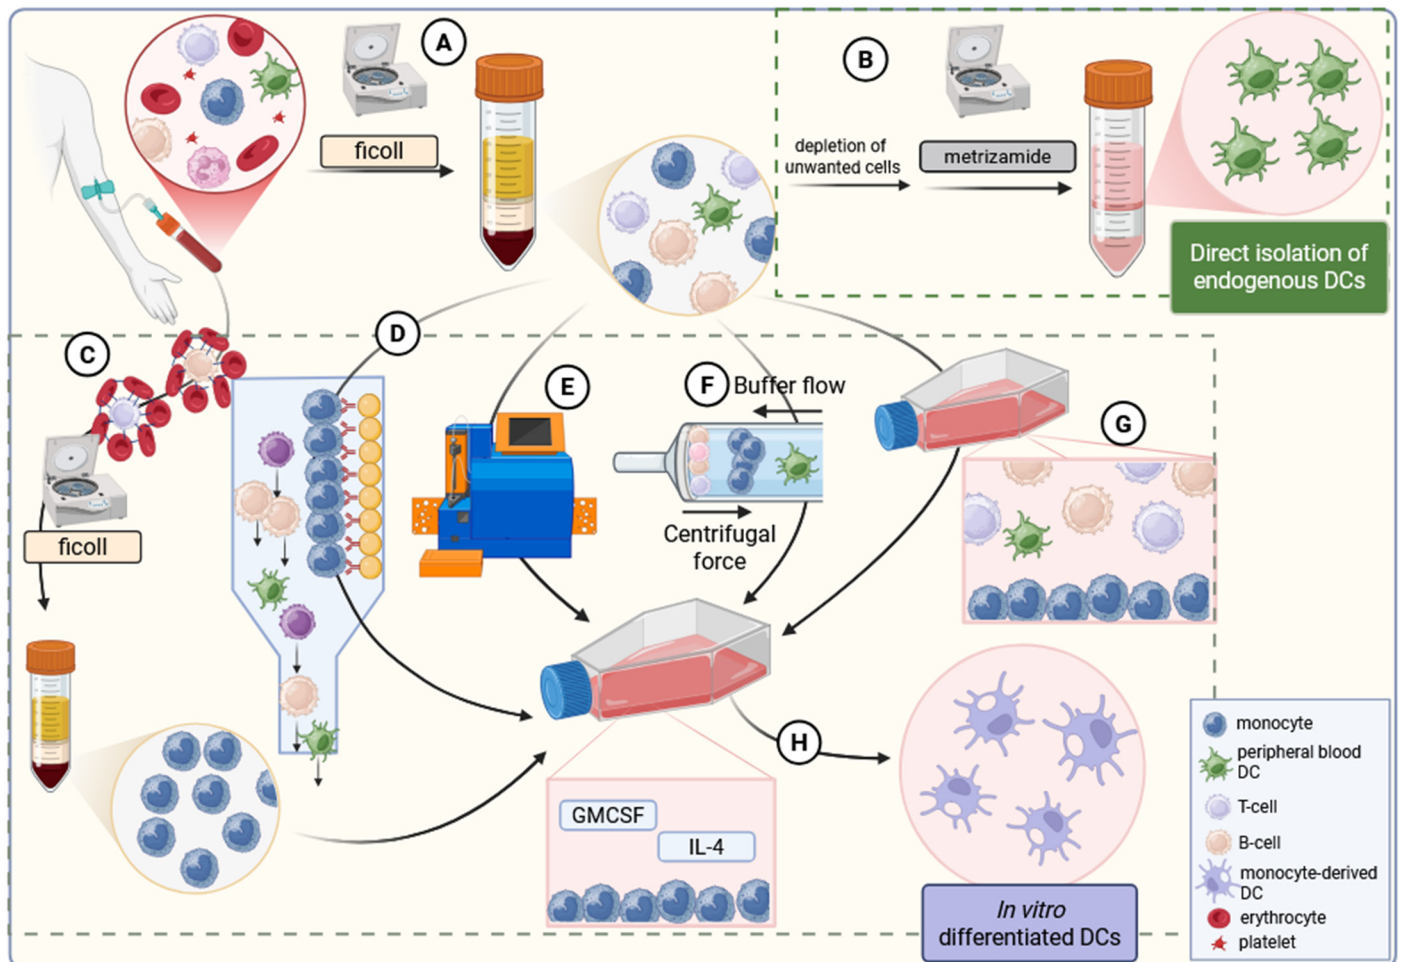 A
ficoll
B
depletion of
unwanted cells
metrizamide
Direct isolation of
endogenous DCs
C
ficoll
D
E
F
Buffer flow
Centrifugal
force
G
GMCSF
IL-4
H
In vitro
differentiated DCs
monocyte
peripheral blood
DC
T-cell
B-cell
monocyte-derived
DC
erythrocyte
platelet